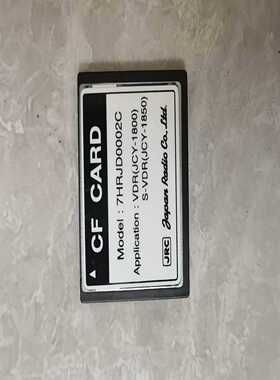 ▲ CF CARD
Model : 7HRJD0002C
Application : VDR(JCY-1800)
S-VDR(JCY-1850)
JRC Japan Radio Co., Ltd.